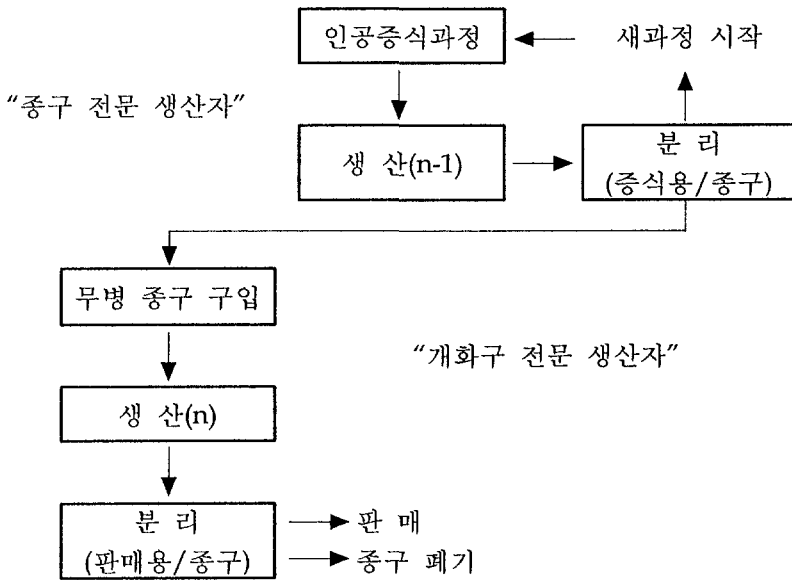 인공증식과정
새과정 시작
“종구 전문 생산자”
생 산(n-1)
분 리
(증식용/종구)
무병 종구 구입
“개화구 전문 생산자”
생 산(n)
분 리
(판매용/종구)
판 매
종구 폐기